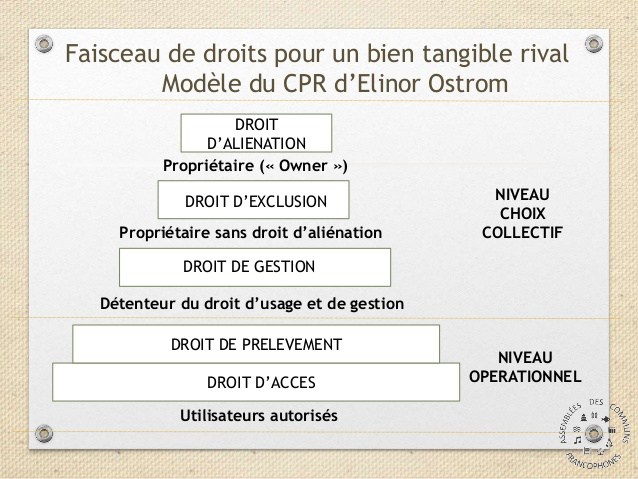 Faisceau de droits pour un bien tangible rival
Modèle du CPR d’Elinor Ostrom
DROIT
D’ALIENATION
Propriétaire (« Owner »)
DROIT D’EXCLUSION
Propriétaire sans droit d’aliénation
DROIT DE GESTION
Détenteur du droit d’usage et de gestion
NIVEAU
CHOIX
COLLECTIF
DROIT DE PRELEVEMENT
DROIT D’ACCES
Utilisateurs autorisés
NIVEAU
OPERATIONNEL
ASSEMBLÉES DES COMMUNS
FRANCOPHONES